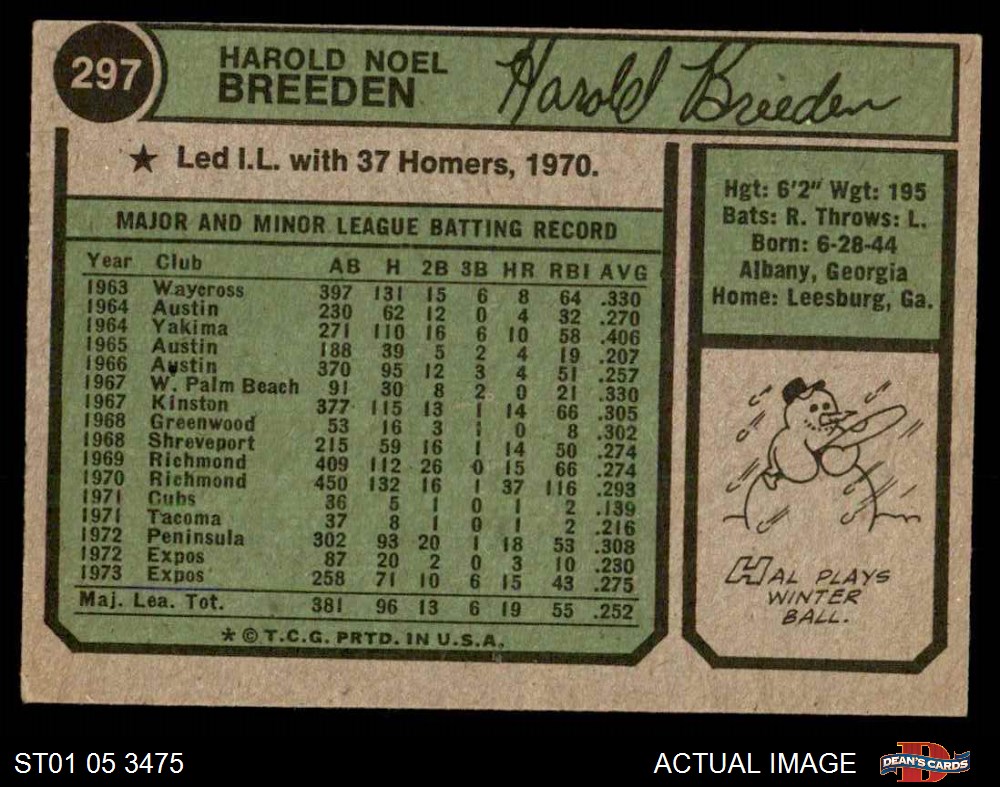 297
HAROLD NOEL
BREEDEN
Harold Breeden
★ Led I.L. with 37 Homers, 1970.
MAJOR AND MINOR LEAGUE BATTING RECORD
Year Club AB H 2B 3B HR RBI AVG
1963 Waycross 397 131 15 6 8 64 .330
1964 Austin 230 62 12 0 4 32 .270
1964 Yakima 271 110 16 6 10 58 .406
1965 Austin 188 39 5 2 4 19 .207
1966 Austin 370 95 12 3 4 51 .257
1967 W. Palm Beach 91 30 8 2 0 21 .330
1967 Kinston 377 115 13 1 14 66 .305
1968 Greenwood 53 16 3 1 0 8 .302
1968 Shreveport 215 59 16 1 14 50 .274
1969 Richmond 409 112 26 0 15 66 .274
1970 Richmond 450 132 16 1 37 116 .293
1971 Cubs 36 5 1 0 1 2 .139
1971 Tacoma 37 8 1 0 1 2 .216
1972 Peninsula 302 93 20 1 18 53 .308
1972 Expos 87 20 2 0 3 10 .230
1973 Expos 258 71 10 6 15 43 .275
Maj. Lea. Tot. 381 96 13 6 19 55 .252
* © T.C.G. PRTD. IN U.S.A.
Hgt: 6'2" Wgt: 195
Bats: R. Throws: L.
Born: 6-28-44
Albany, Georgia
Home: Leesburg, Ga.
HAL PLAYS
WINTER
BALL.
ST01 05 3475
ACTUAL IMAGE
DEAN'S CARDS